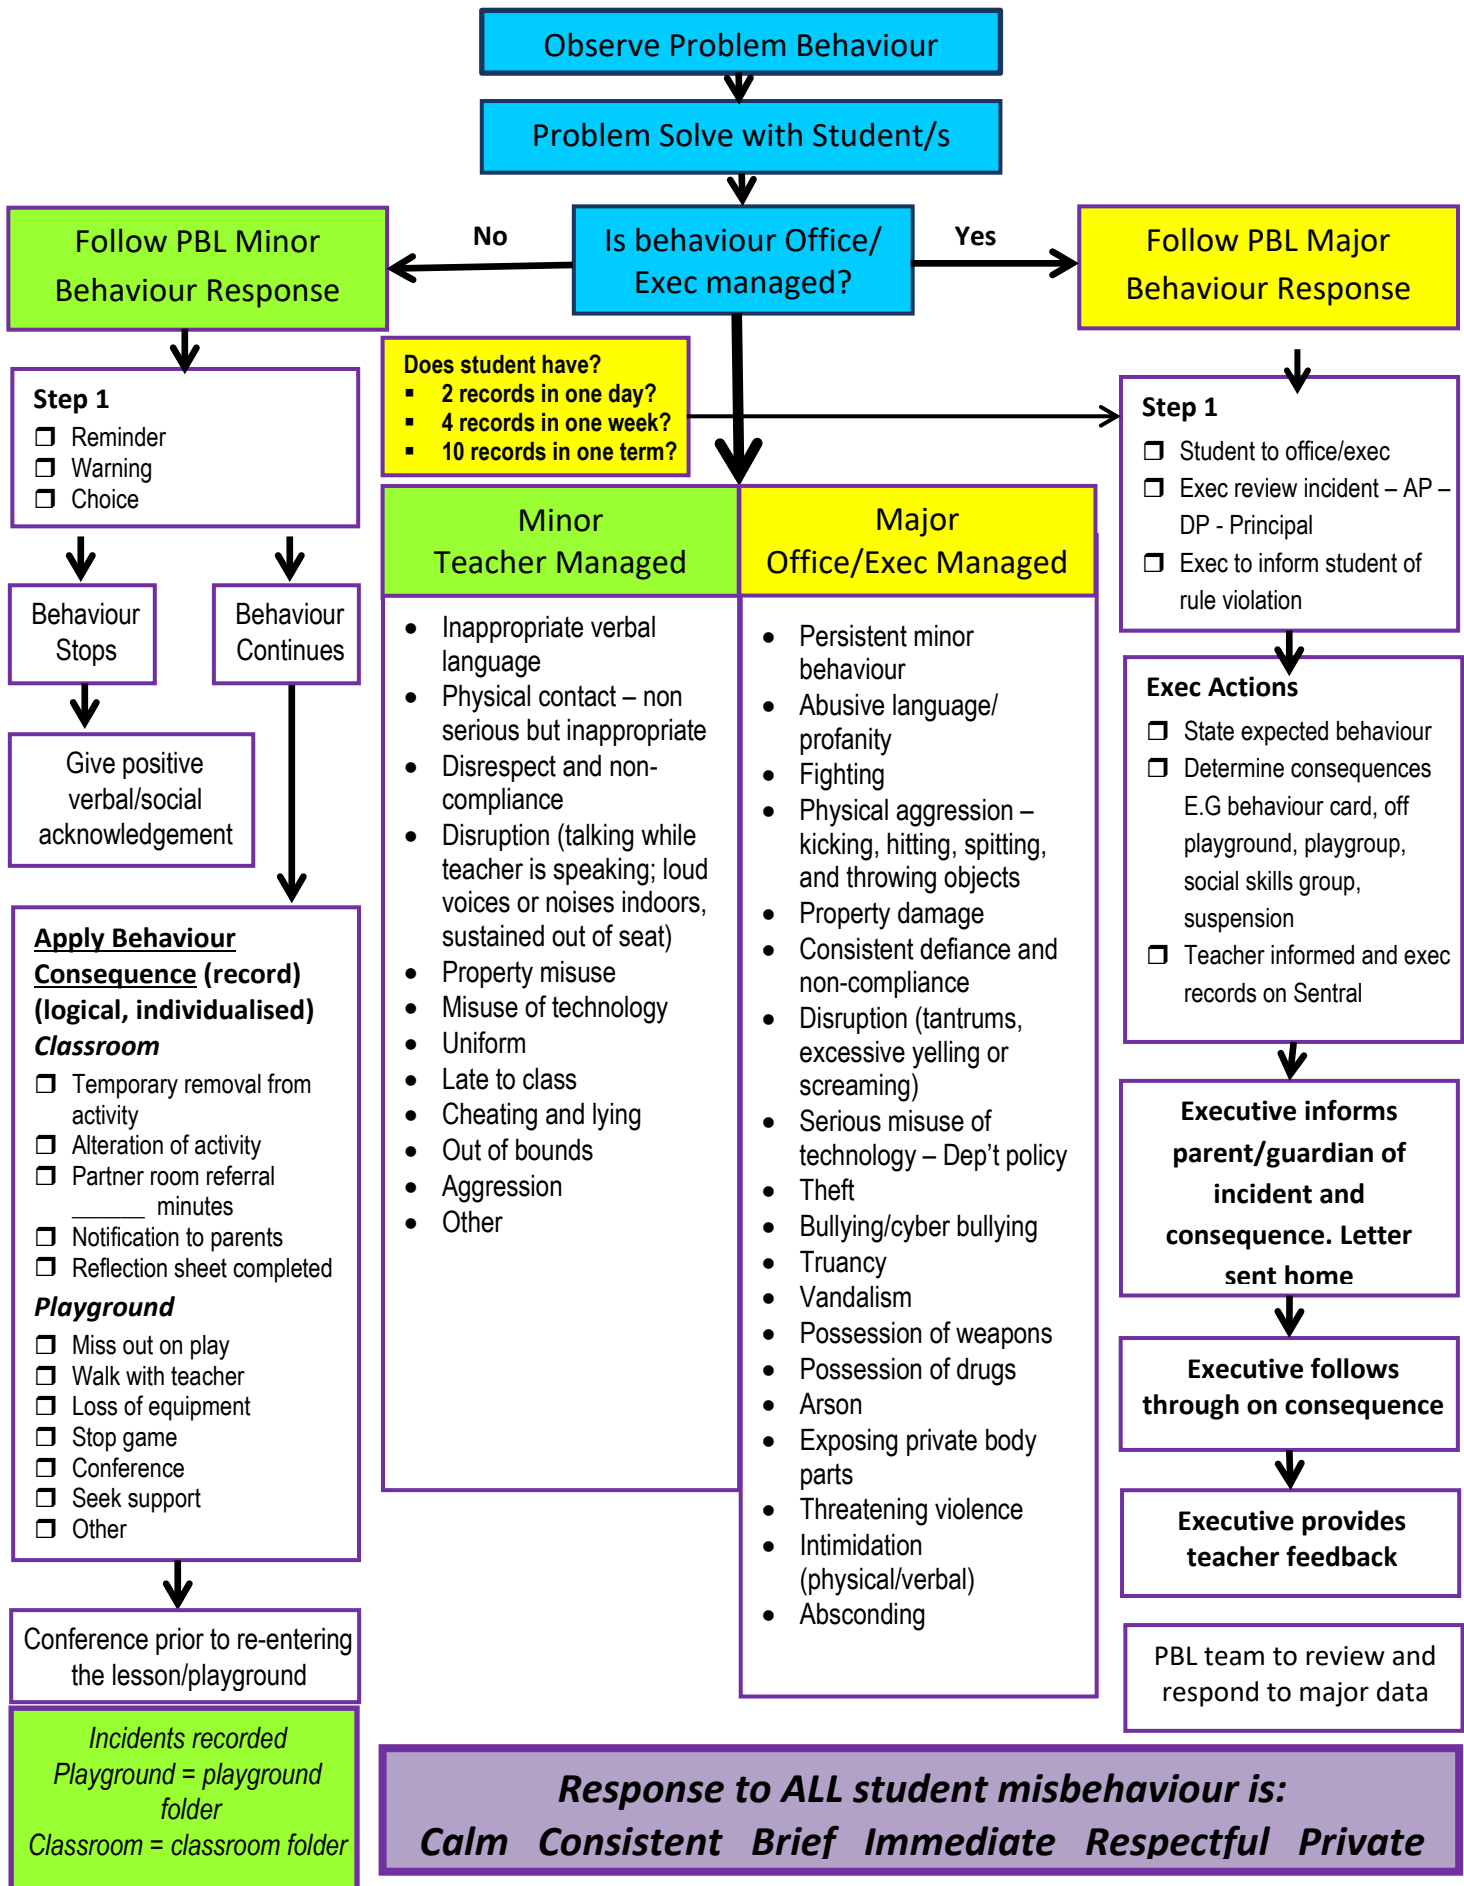 Observe Problem Behaviour
Problem Solve with Student/s
Is behaviour Office/
Exec managed?
No
Yes
Follow PBL Minor
Behaviour Response
Step 1
❒ Reminder
❒ Warning
❒ Choice
Behaviour
Stops
Behaviour
Continues
Give positive
verbal/social
acknowledgement
Apply Behaviour
Consequence (record)
(logical, individualised)
Classroom
❒ Temporary removal from
activity
❒ Alteration of activity
❒ Partner room referral
______ minutes
❒ Notification to parents
❒ Reflection sheet completed
Playground
❒ Miss out on play
❒ Walk with teacher
❒ Loss of equipment
❒ Stop game
❒ Conference
❒ Seek support
❒ Other
Conference prior to re-entering
the lesson/playground
Incidents recorded
Playground = playground
folder
Classroom = classroom folder
Does student have?
▪ 2 records in one day?
▪ 4 records in one week?
▪ 10 records in one term?
Minor
Teacher Managed
• Inappropriate verbal
language
• Physical contact – non
serious but inappropriate
• Disrespect and non-
compliance
• Disruption (talking while
teacher is speaking; loud
voices or noises indoors,
sustained out of seat)
• Property misuse
• Misuse of technology
• Uniform
• Late to class
• Cheating and lying
• Out of bounds
• Aggression
• Other
Major
Office/Exec Managed
• Persistent minor
behaviour
• Abusive language/
profanity
• Fighting
• Physical aggression –
kicking, hitting, spitting,
and throwing objects
• Property damage
• Consistent defiance and
non-compliance
• Disruption (tantrums,
excessive yelling or
screaming)
• Serious misuse of
technology – Dep’t policy
• Theft
• Bullying/cyber bullying
• Truancy
• Vandalism
• Possession of weapons
• Possession of drugs
• Arson
• Exposing private body
parts
• Threatening violence
• Intimidation
(physical/verbal)
• Absconding
Follow PBL Major
Behaviour Response
Step 1
❒ Student to office/exec
❒ Exec review incident – AP –
DP - Principal
❒ Exec to inform student of
rule violation
Exec Actions
❒ State expected behaviour
❒ Determine consequences
E.G behaviour card, off
playground, playgroup,
social skills group,
suspension
❒ Teacher informed and exec
records on Sentral
Executive informs
parent/guardian of
incident and
consequence. Letter
sent home
Executive follows
through on consequence
Executive provides
teacher feedback
PBL team to review and
respond to major data
Response to ALL student misbehaviour is:
Calm Consistent Brief Immediate Respectful Private